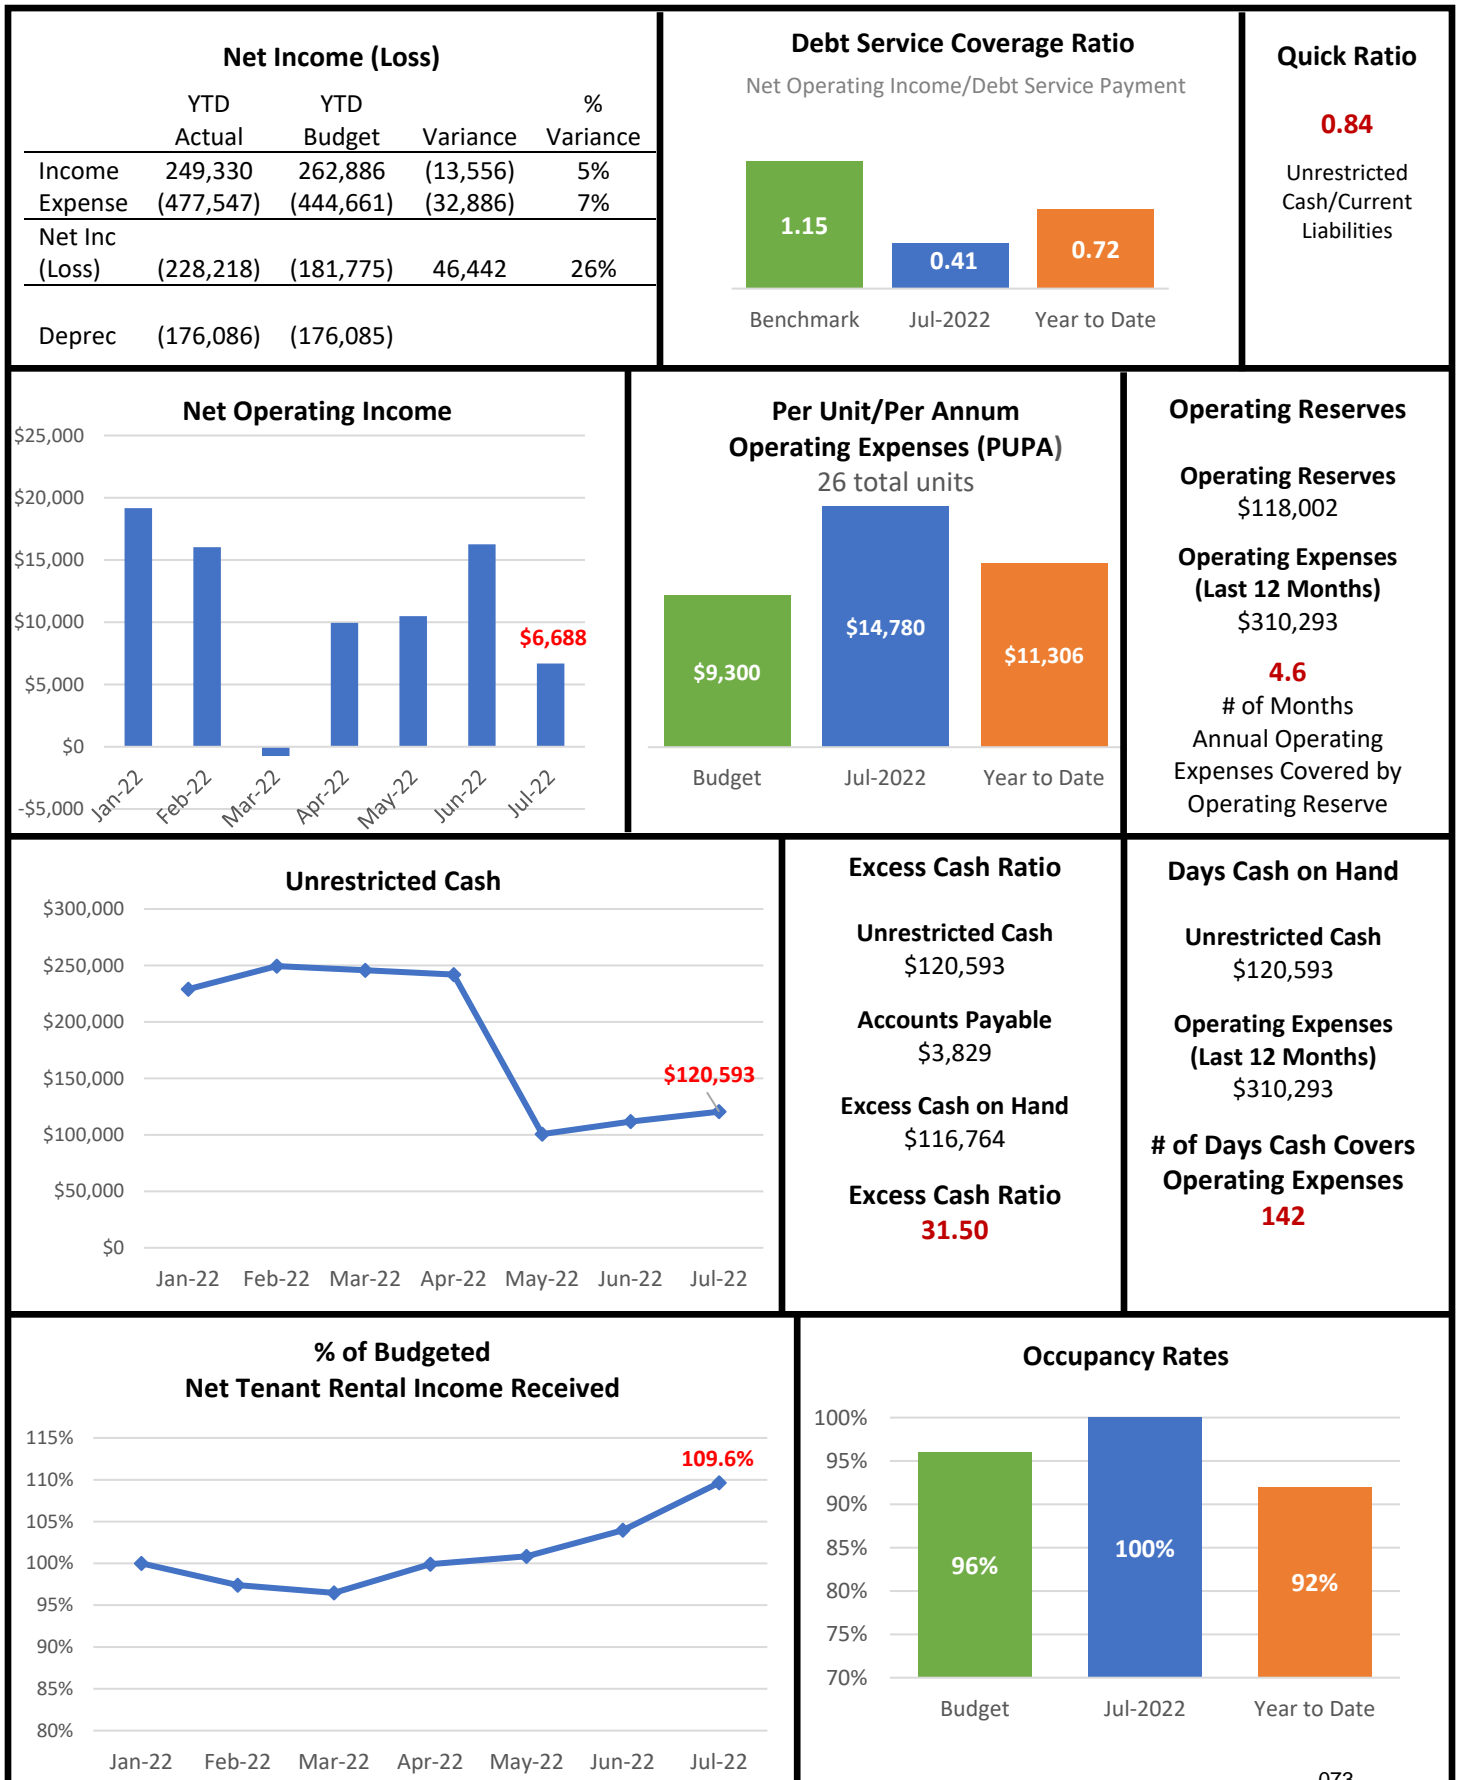 Net Income (Loss)
YTD YTD %
Actual Budget Variance Variance
Income 249,330 262,886 (13,556) 5%
Expense (477,547) (444,661) (32,886) 7%
Net Inc
(Loss) (228,218) (181,775) 46,442 26%
Deprec (176,086) (176,085)
Debt Service Coverage Ratio
Net Operating Income/Debt Service Payment
1.15
0.41
0.72
Benchmark Jul-2022 Year to Date
Quick Ratio
0.84
Unrestricted
Cash/Current
Liabilities
Net Operating Income
$25,000
$20,000
$15,000
$10,000
$5,000
$0
-$5,000
$6,688
Jan-22 Feb-22 Mar-22 Apr-22 May-22 Jun-22 Jul-22
Per Unit/Per Annum
Operating Expenses (PUPA)
26 total units
$9,300
$14,780
$11,306
Budget Jul-2022 Year to Date
Operating Reserves
Operating Reserves
$118,002
Operating Expenses
(Last 12 Months)
$310,293
4.6
# of Months
Annual Operating
Expenses Covered by
Operating Reserve
Unrestricted Cash
$300,000
$250,000
$200,000
$150,000
$100,000
$50,000
$0
$120,593
Jan-22 Feb-22 Mar-22 Apr-22 May-22 Jun-22 Jul-22
Excess Cash Ratio
Unrestricted Cash
$120,593
Accounts Payable
$3,829
Excess Cash on Hand
$116,764
Excess Cash Ratio
31.50
Days Cash on Hand
Unrestricted Cash
$120,593
Operating Expenses
(Last 12 Months)
$310,293
# of Days Cash Covers
Operating Expenses
142
% of Budgeted
Net Tenant Rental Income Received
115%
110%
105%
100%
95%
90%
85%
80%
109.6%
Jan-22 Feb-22 Mar-22 Apr-22 May-22 Jun-22 Jul-22
Occupancy Rates
100%
95%
90%
85%
80%
75%
70%
96%
100%
92%
Budget Jul-2022 Year to Date
073